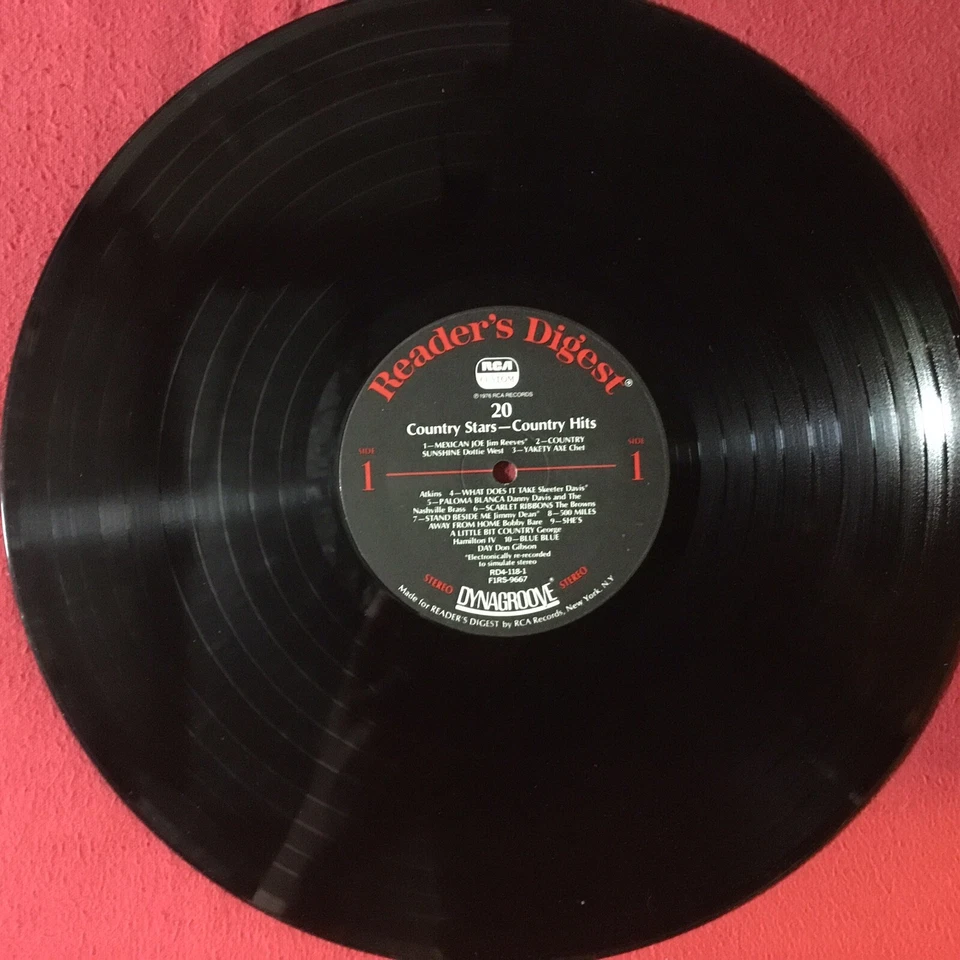 Reader's Digest®
RCA
CUSTOM
℗1976 RCA RECORDS
20
Country Stars—Country Hits
1—MEXICAN JOE Jim Reeves* 2—COUNTRY
SUNSHINE Dottie West 3—YAKETY AXE Chet
SIDE
1
SIDE
1
Atkins 4—WHAT DOES IT TAKE Skeeter Davis*
5—PALOMA BLANCA Danny Davis and The
Nashville Brass 6—SCARLET RIBBONS The Browns
7—STAND BESIDE ME Jimmy Dean* 8—500 MILES
AWAY FROM HOME Bobby Bare 9—SHE'S
A LITTLE BIT COUNTRY George
Hamilton IV 10—BLUE BLUE
DAY Don Gibson
*Electronically re-recorded
to simulate stereo
RD4-118-1
F1RS-9667
STEREO DYNAGROOVE® STEREO
Made for READER'S DIGEST by RCA Records, New York, N.Y.